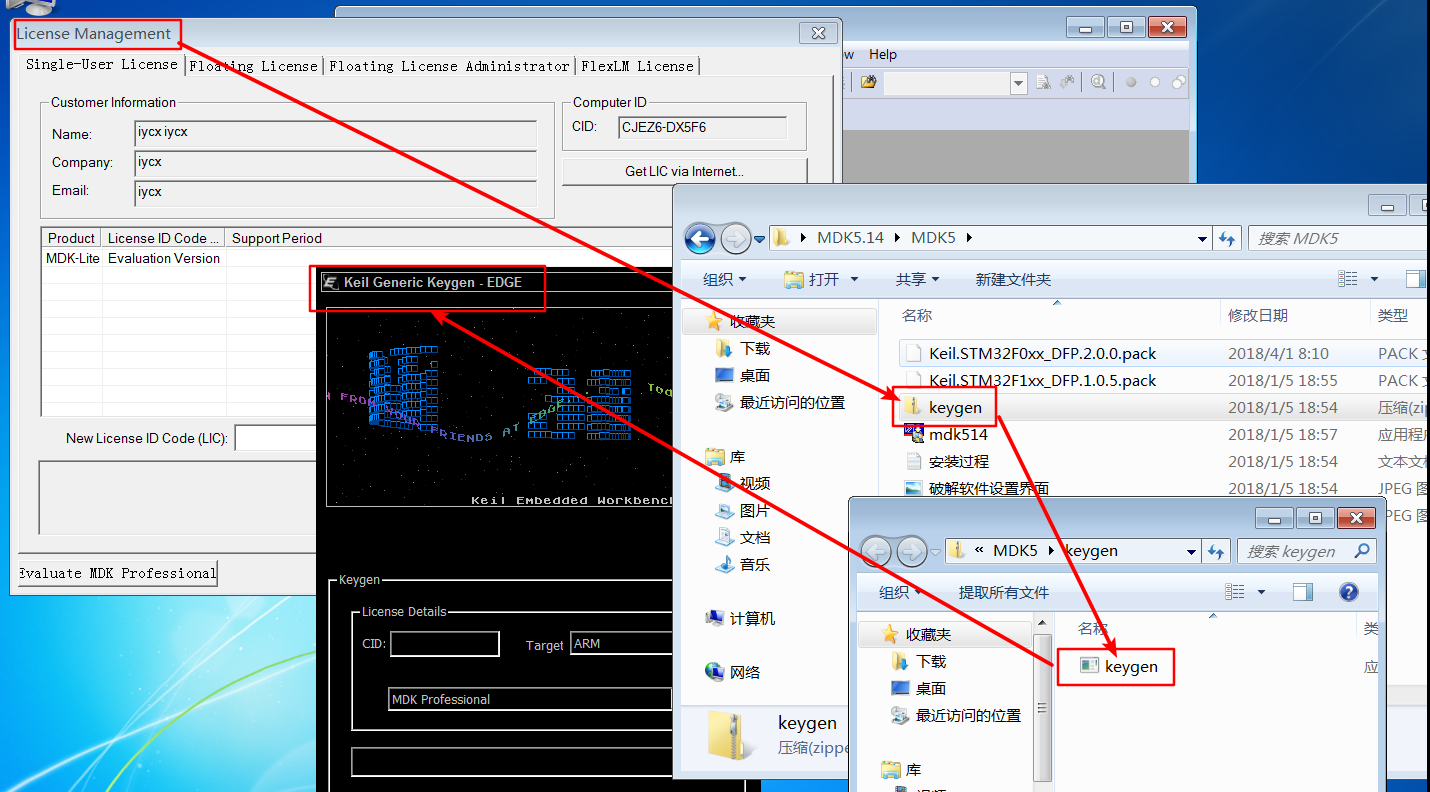 License Management
w Help
Single-User License Floating License Floating License Administrator FlexLM License
Customer Information
Name: iycx iycx
Company: iycx
Email: iycx
Computer ID
CID: CJEZ6-DX5F6
Get LIC via Internet...
Product License ID Code ... Support Period
MDK-Lite Evaluation Version
New License ID Code (LIC):
Evaluate MDK Professional
Keil Generic Keygen - EDGE
FROM YOUR FRIENDS AT EDGE
Keil Embedded Workbench
Keygen
License Details
CID: Target ARM
MDK Professional
MDK5.14 MDK5
搜索 MDK5
组织 打开 共享 新建文件夹
收藏夹
下载
桌面
最近访问的位置
库
视频
图片
文档
音乐
计算机
网络
名称 修改日期 类型
Keil.STM32F0xx_DFP.2.0.0.pack 2018/4/1 8:10 PACK
Keil.STM32F1xx_DFP.1.0.5.pack 2018/1/5 18:55 PACK
keygen 2018/1/5 18:54 压缩(zip
mdk514 2018/1/5 18:57 应用程
安装过程 2018/1/5 18:54 文本文
破解软件设置界面 2018/1/5 18:54 JPEG 图
JPEG 图
keygen
压缩(zippe
« MDK5 keygen
搜索 keygen
组织 提取所有文件
收藏夹
下载
桌面
最近访问的位置
库
名称 类
keygen 应